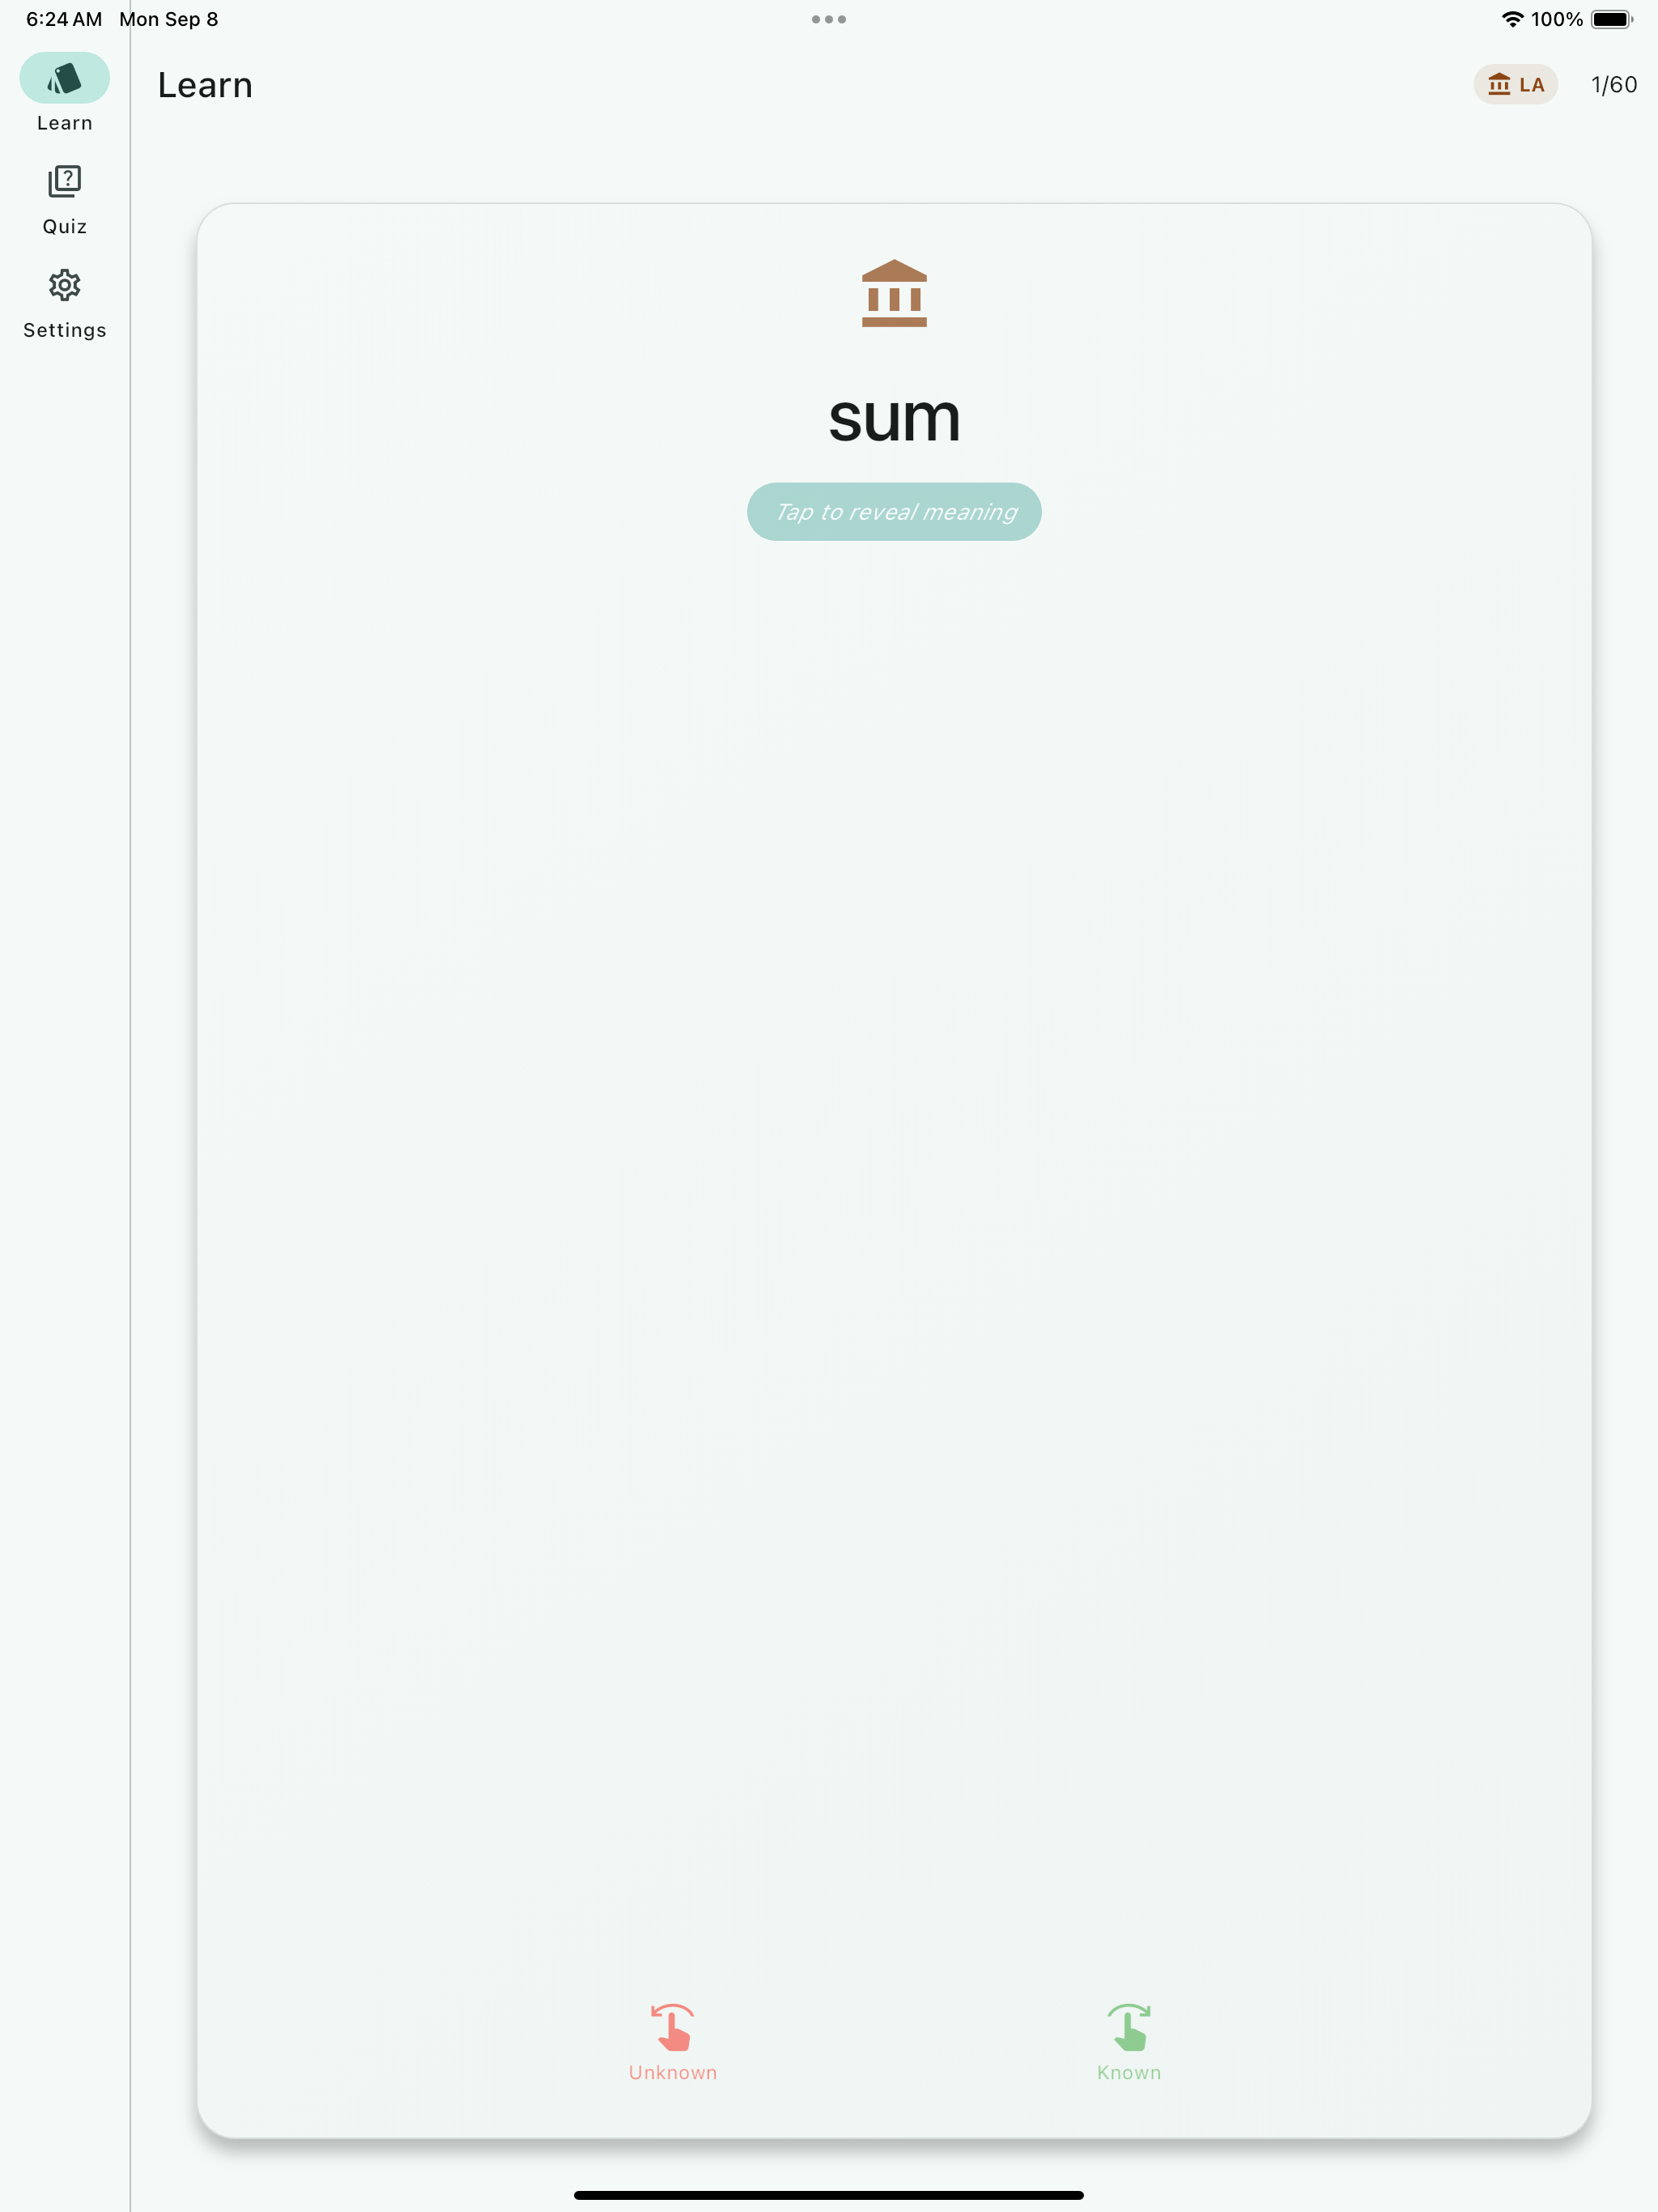 6:24 AM Mon Sep 8
100%
Learn
LA
1/60
Learn
Quiz
Settings
sum
Tap to reveal meaning
Unknown
Known